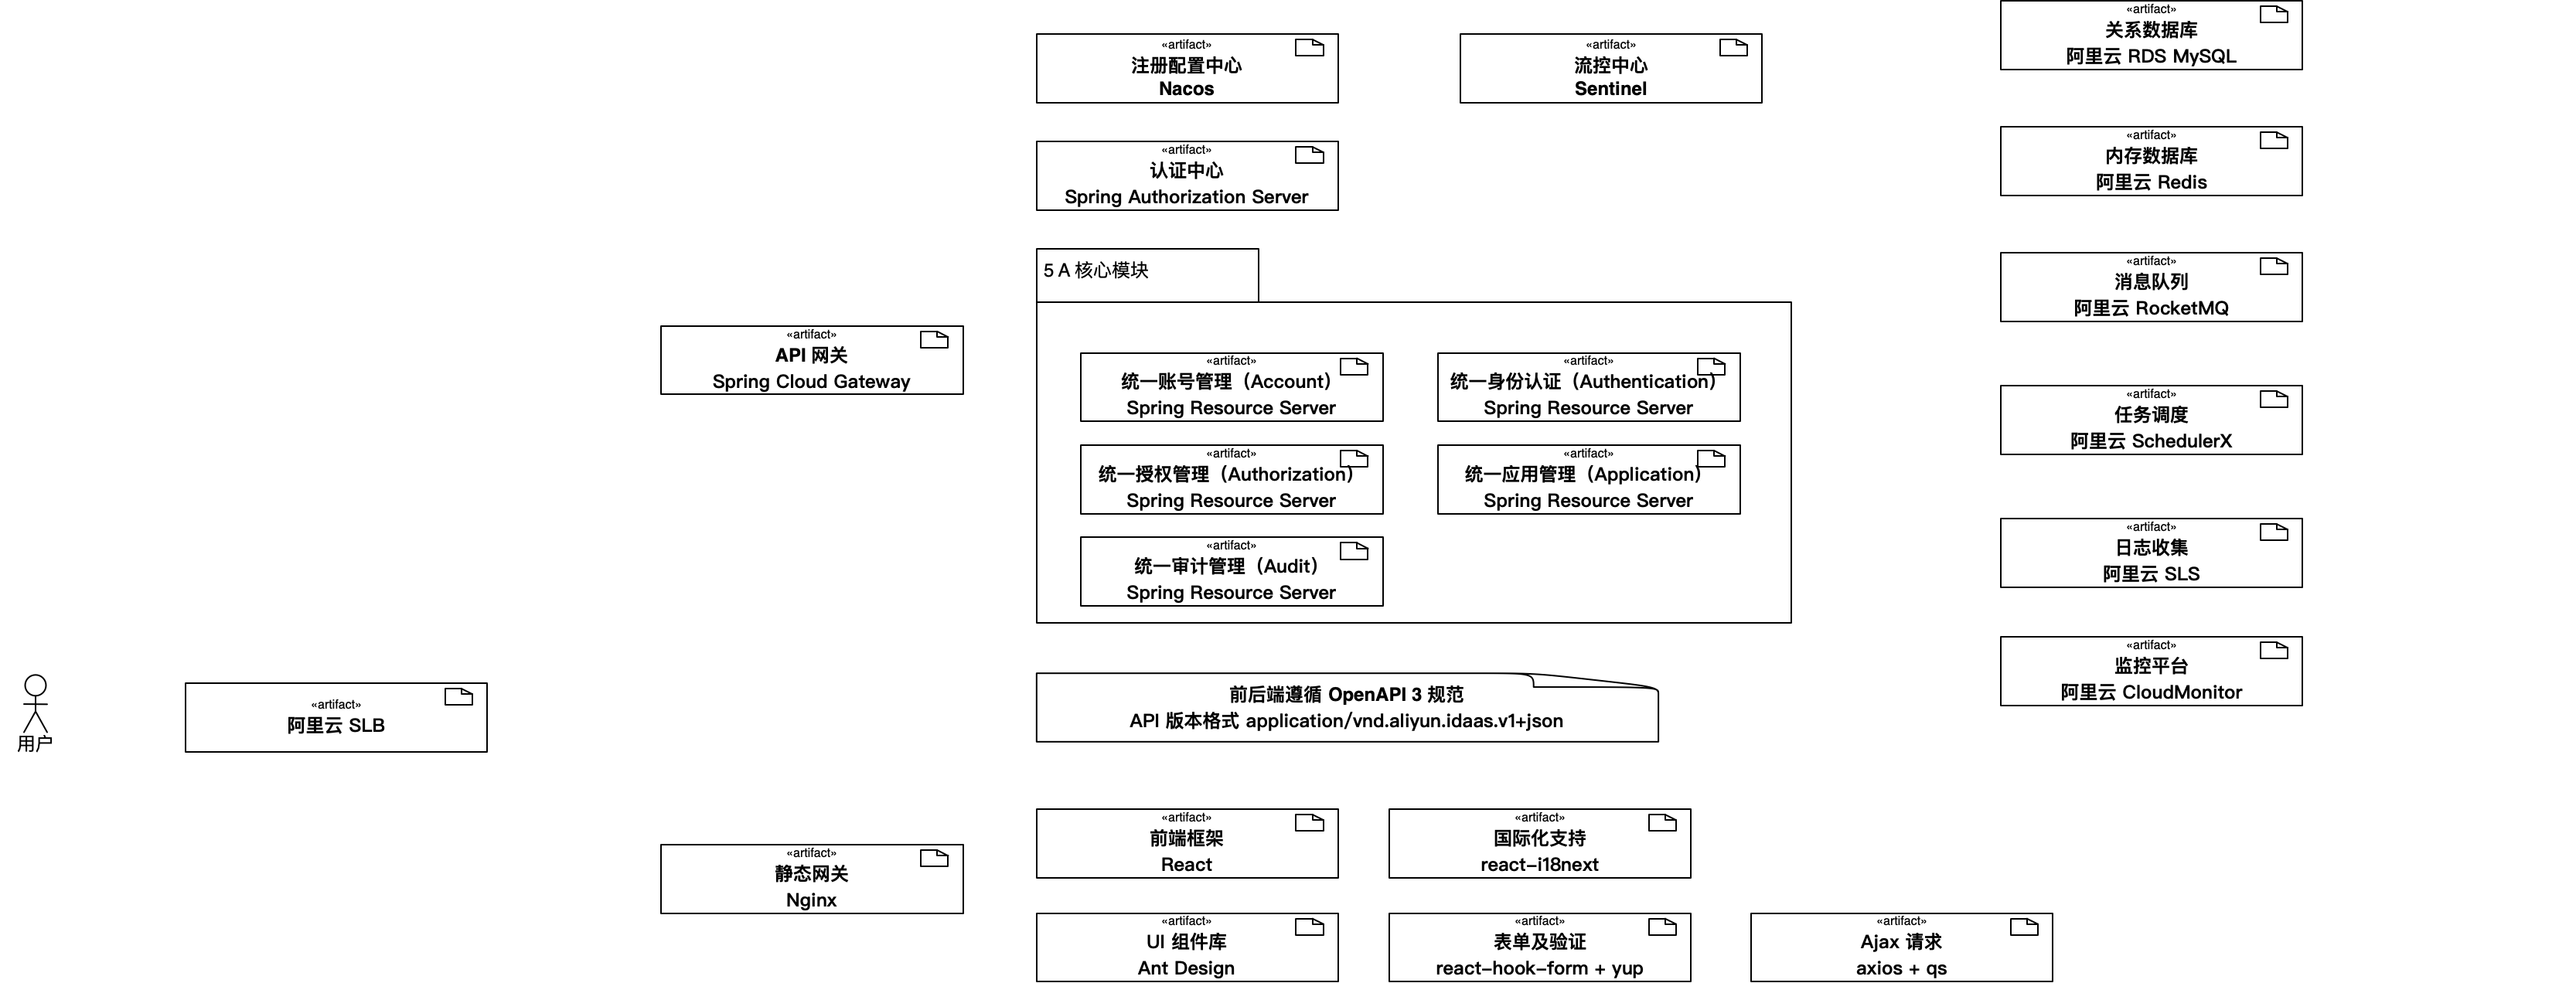 «artifact»
注册配置中心
Nacos
«artifact»
流控中心
Sentinel
«artifact»
关系数据库
阿里云 RDS MySQL
«artifact»
认证中心
Spring Authorization Server
«artifact»
内存数据库
阿里云 Redis
5 A 核心模块
«artifact»
消息队列
阿里云 RocketMQ
«artifact»
API 网关
Spring Cloud Gateway
«artifact»
统一账号管理（Account）
Spring Resource Server
«artifact»
统一身份认证（Authentication）
Spring Resource Server
«artifact»
任务调度
阿里云 SchedulerX
«artifact»
统一授权管理（Authorization）
Spring Resource Server
«artifact»
统一应用管理（Application）
Spring Resource Server
«artifact»
日志收集
阿里云 SLS
«artifact»
统一审计管理（Audit）
Spring Resource Server
«artifact»
监控平台
阿里云 CloudMonitor
用户
«artifact»
阿里云 SLB
前后端遵循 OpenAPI 3 规范
API 版本格式 application/vnd.aliyun.idaas.v1+json
«artifact»
静态网关
Nginx
«artifact»
前端框架
React
«artifact»
国际化支持
react-i18next
«artifact»
UI 组件库
Ant Design
«artifact»
表单及验证
react-hook-form + yup
«artifact»
Ajax 请求
axios + qs